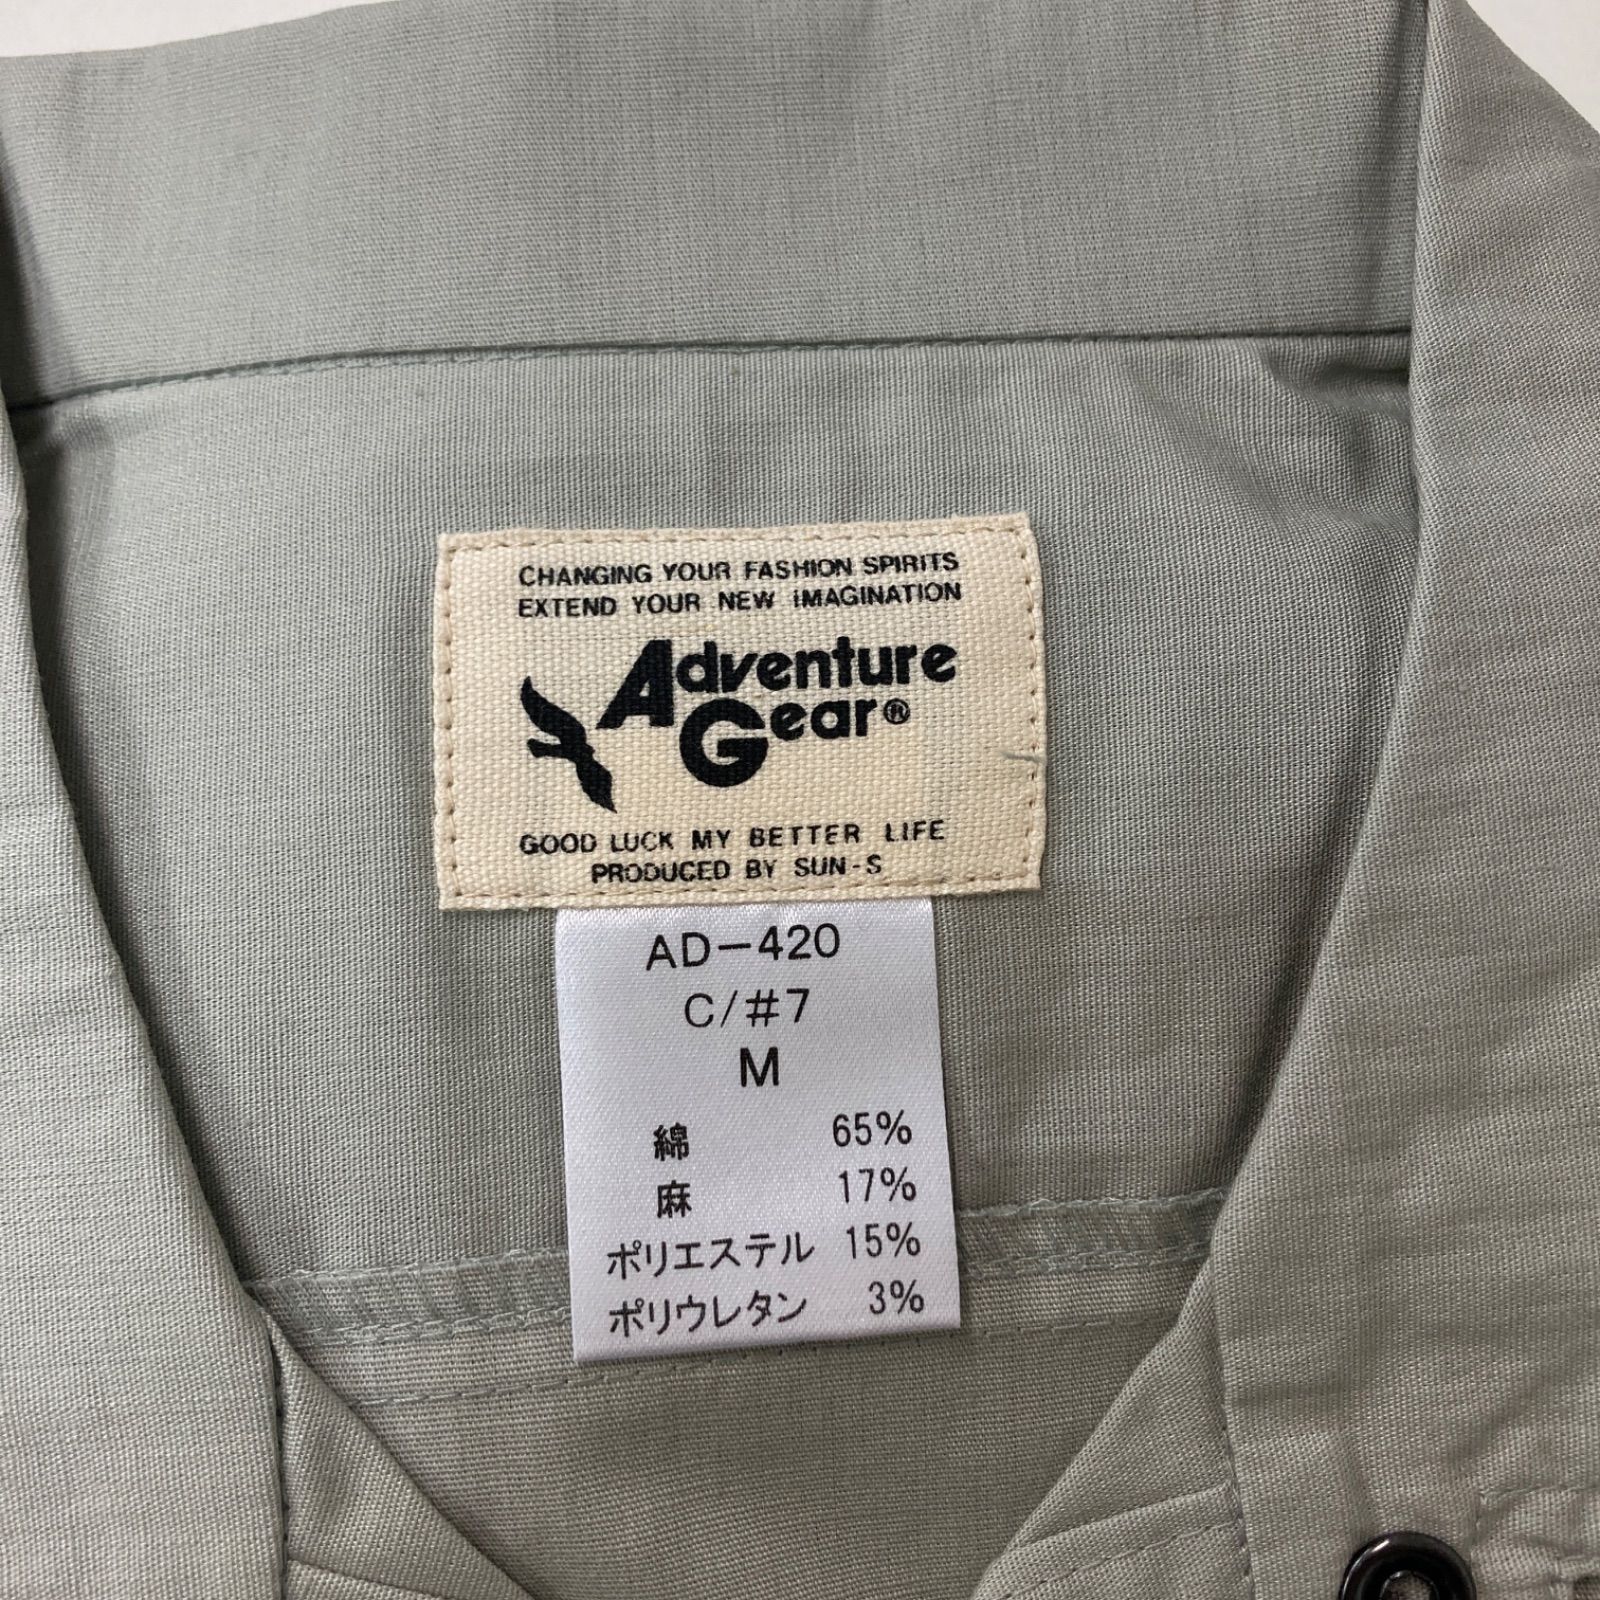 CHANGING YOUR FASHION SPIRITS
EXTEND YOUR NEW IMAGINATION
Adventure
Gear®
GOOD LUCK MY BETTER LIFE
PRODUCED BY SUN-S
AD-420
C/#7
M
綿 65%
麻 17%
ポリエステル 15%
ポリウレタン 3%